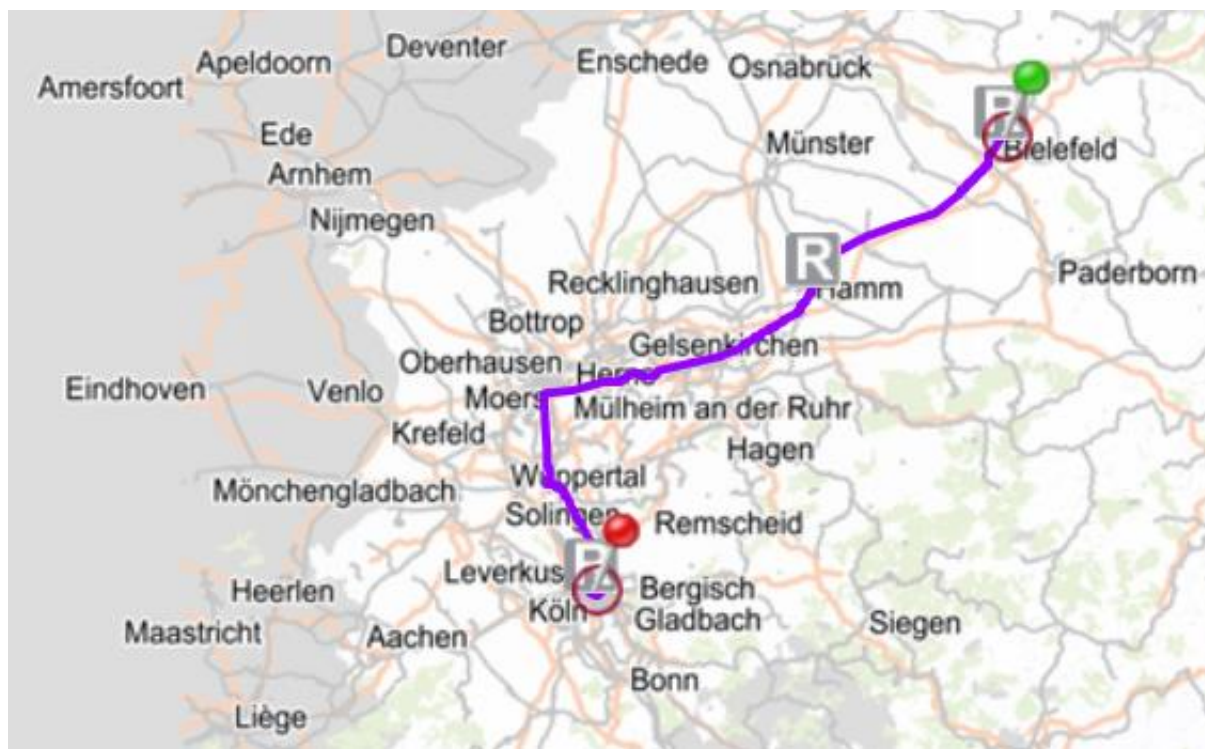 Deventer
Enschede
Osnabrück
Apeldoorn
Amersfoort
Ede
Münster
R
Bielefeld
Arnhem
Nijmegen
R
Recklinghausen
Hamm
Paderborn
Bottrop
Gelsenkirchen
Oberhausen
Herne
Eindhoven
Venlo
Moers
Mülheim an der Ruhr
Krefeld
Hagen
Wuppertal
Mönchengladbach
Solingen
Remscheid
R
Leverkus
Heerlen
Köln
Bergisch
Gladbach
Siegen
Maastricht
Aachen
Bonn
Liège